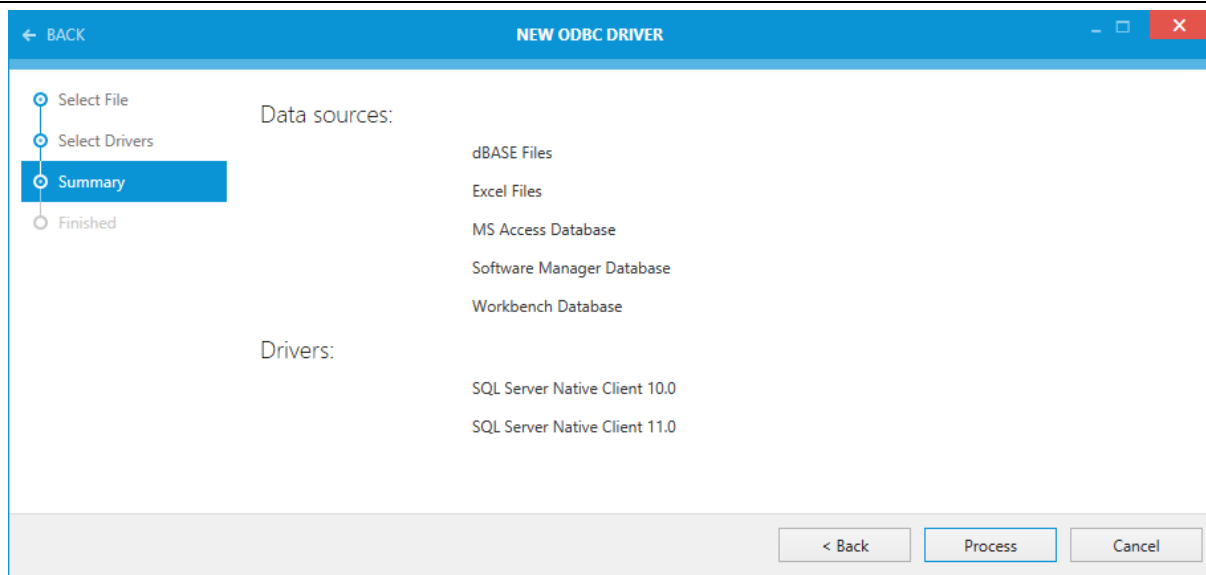 ← BACK
NEW ODBC DRIVER
Select File
Select Drivers
Summary
Finished
Data sources:
dBASE Files
Excel Files
MS Access Database
Software Manager Database
Workbench Database
Drivers:
SQL Server Native Client 10.0
SQL Server Native Client 11.0
< Back
Process
Cancel